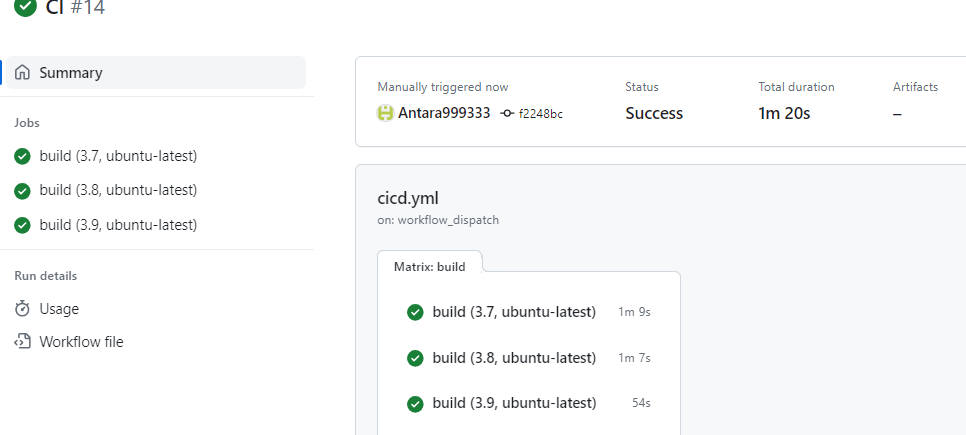 CI #14
Summary
Jobs
build (3.7, ubuntu-latest)
build (3.8, ubuntu-latest)
build (3.9, ubuntu-latest)
Run details
Usage
Workflow file
Manually triggered now
Antara999333 f2248bc
Status
Success
Total duration
1m 20s
Artifacts
–
cicd.yml
on: workflow_dispatch
Matrix: build
build (3.7, ubuntu-latest) 1m 9s
build (3.8, ubuntu-latest) 1m 7s
build (3.9, ubuntu-latest) 54s